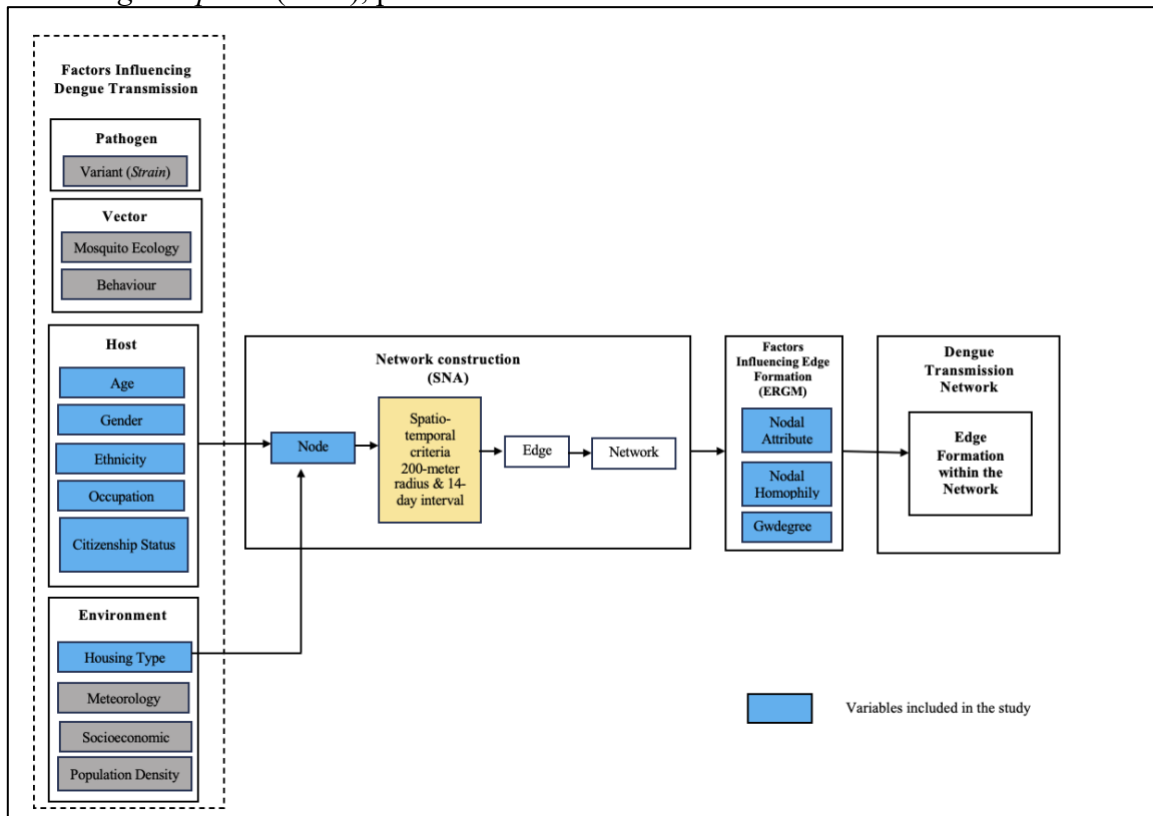 Factors Influencing
Dengue Transmission
Pathogen
Variant (Strain)
Vector
Mosquito Ecology
Behaviour
Host
Age
Gender
Ethnicity
Occupation
Citizenship Status
Environment
Housing Type
Meteorology
Socioeconomic
Population Density
Network construction
(SNA)
Node
Spatio-
temporal
criteria
200-meter
radius & 14-
day interval
Edge
Network
Factors
Influencing Edge
Formation
(ERGM)
Nodal
Attribute
Nodal
Homophily
Gwdegree
Dengue
Transmission
Network
Edge
Formation
within the
Network
Variables included in the study